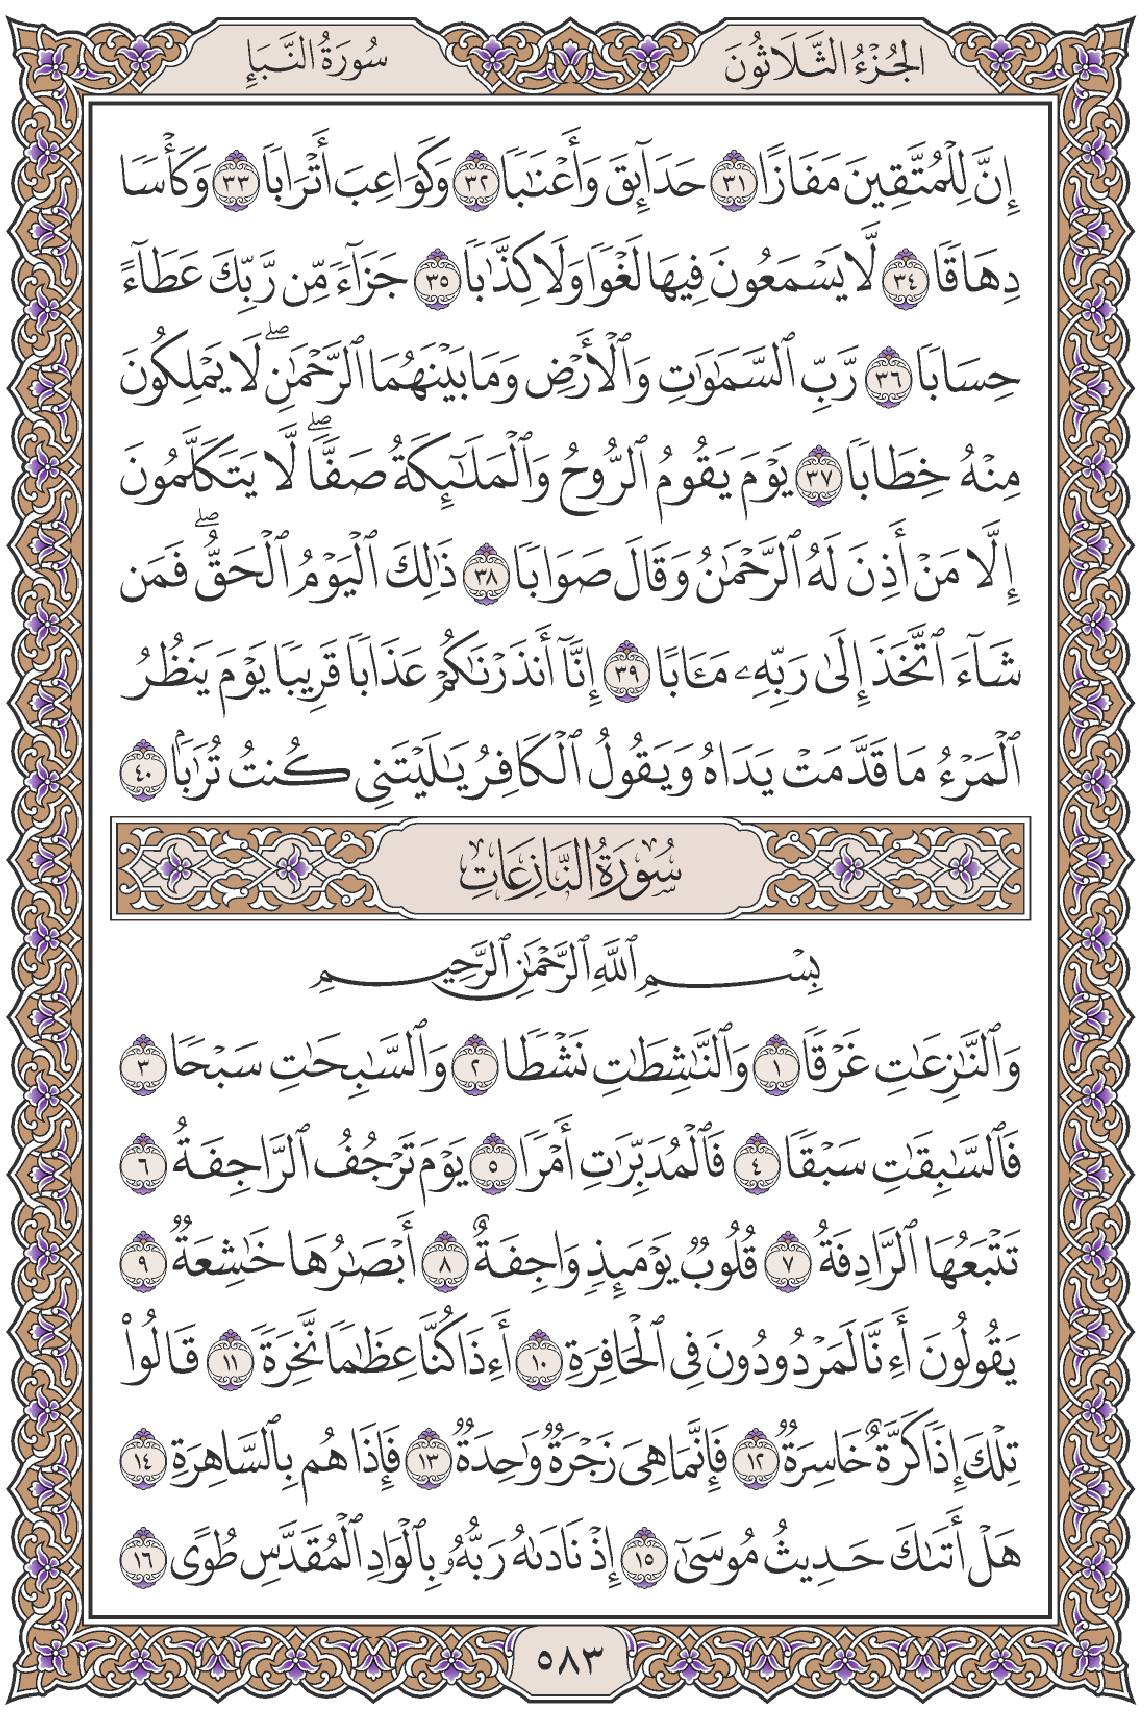 الجُزْءُ الثَّلَاثُونَ
سُورَةُ النَّبَإِ
إِنَّ لِلْمُتَّقِينَ مَفَازًا ٣١ حَدَآئِقَ وَأَعْنَٰبٗا ٣٢ وَكَوَاعِبَ أَتْرَابٗا ٣٣ وَكَأْسٗا
دِهَاقٗا ٣٤ لَّا يَسْمَعُونَ فِيهَا لَغْوٗا وَلَا كِذَّٰبٗا ٣٥ جَزَآءٗ مِّن رَّبِّكَ عَطَآءً
حِسَابٗا ٣٦ رَّبِّ ٱلسَّمَٰوَٰتِ وَٱلْأَرْضِ وَمَا بَيْنَهُمَا ٱلرَّحْمَٰنِۖ لَا يَمْلِكُونَ
مِنْهُ خِطَابٗا ٣٧ يَوْمَ يَقُومُ ٱلرُّوحُ وَٱلْمَلَٰٓئِكَةُ صَفّٗاۖ لَّا يَتَكَلَّمُونَ
إِلَّا مَنْ أَذِنَ لَهُ ٱلرَّحْمَٰنُ وَقَالَ صَوَابٗا ٣٨ ذَٰلِكَ ٱلْيَوْمُ ٱلْحَقُّۖ فَمَن
شَآءَ ٱتَّخَذَ إِلَىٰ رَبِّهِۦ مَـَٔابًا ٣٩ إِنَّآ أَنذَرْنَٰكُمْ عَذَابٗا قَرِيبٗا يَوْمَ يَنظُرُ
ٱلْمَرْءُ مَا قَدَّمَتْ يَدَاهُ وَيَقُولُ ٱلْكَافِرُ يَٰلَيْتَنِي كُنتُ تُرَٰبَۢا ٤٠
سُورَةُ النَّازِعَاتِ
بِسْمِ ٱللَّهِ ٱلرَّحْمَٰنِ ٱلرَّحِيمِ
وَٱلنَّٰزِعَٰتِ غَرْقٗا ١ وَٱلنَّٰشِطَٰتِ نَشْطٗا ٢ وَٱلسَّٰبِحَٰتِ سَبْحٗا ٣
فَٱلسَّٰبِقَٰتِ سَبْقٗا ٤ فَٱلْمُدَبِّرَٰتِ أَمْرٗا ٥ يَوْمَ تَرْجُفُ ٱلرَّاجِفَةُ ٦
تَتْبَعُهَا ٱلرَّادِفَةُ ٧ قُلُوبٞ يَوْمَئِذٖ وَاجِفَةٌ ٨ أَبْصَٰرُهَا خَٰشِعَةٞ ٩
يَقُولُونَ أَءِنَّا لَمَرْدُودُونَ فِي ٱلْحَافِرَةِ ١٠ أَءِذَا كُنَّا عِظَٰمٗا نَّخِرَةٗ ١١ قَالُوا۟
تِلْكَ إِذٗا كَرَّةٌ خَاسِرَةٞ ١٢ فَإِنَّمَا هِيَ زَجْرَةٞ وَٰحِدَةٞ ١٣ فَإِذَا هُم بِٱلسَّاهِرَةِ ١٤
هَلْ أَتَىٰكَ حَدِيثُ مُوسَىٰٓ ١٥ إِذْ نَادَىٰهُ رَبُّهُۥ بِٱلْوَادِ ٱلْمُقَدَّسِ طُوًى ١٦
٥٨٣